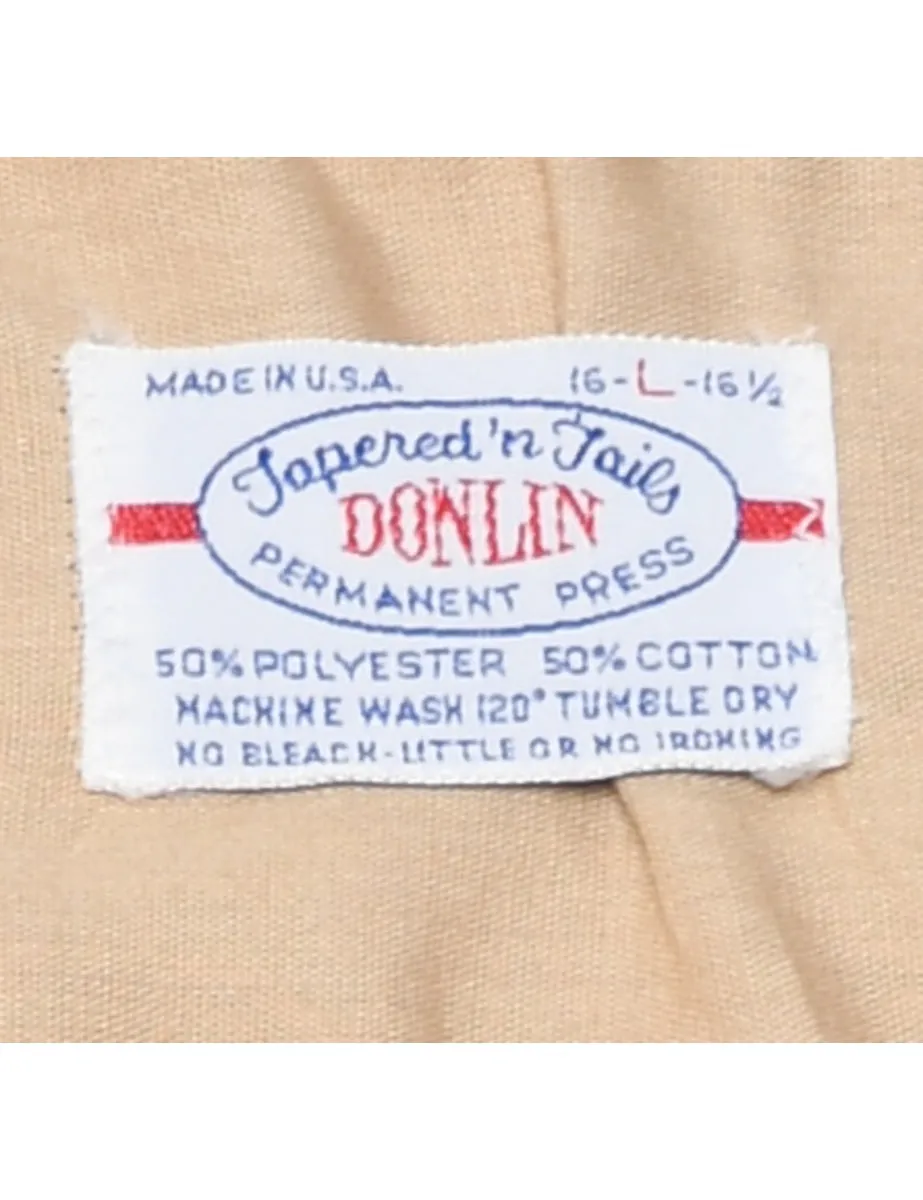 MADE IN U.S.A. 16-L-16½
Tapered 'n Tails
DONLIN
PERMANENT PRESS
50% POLYESTER 50% COTTON
MACHINE WASH 120° TUMBLE DRY
NO BLEACH-LITTLE OR NO IRONING